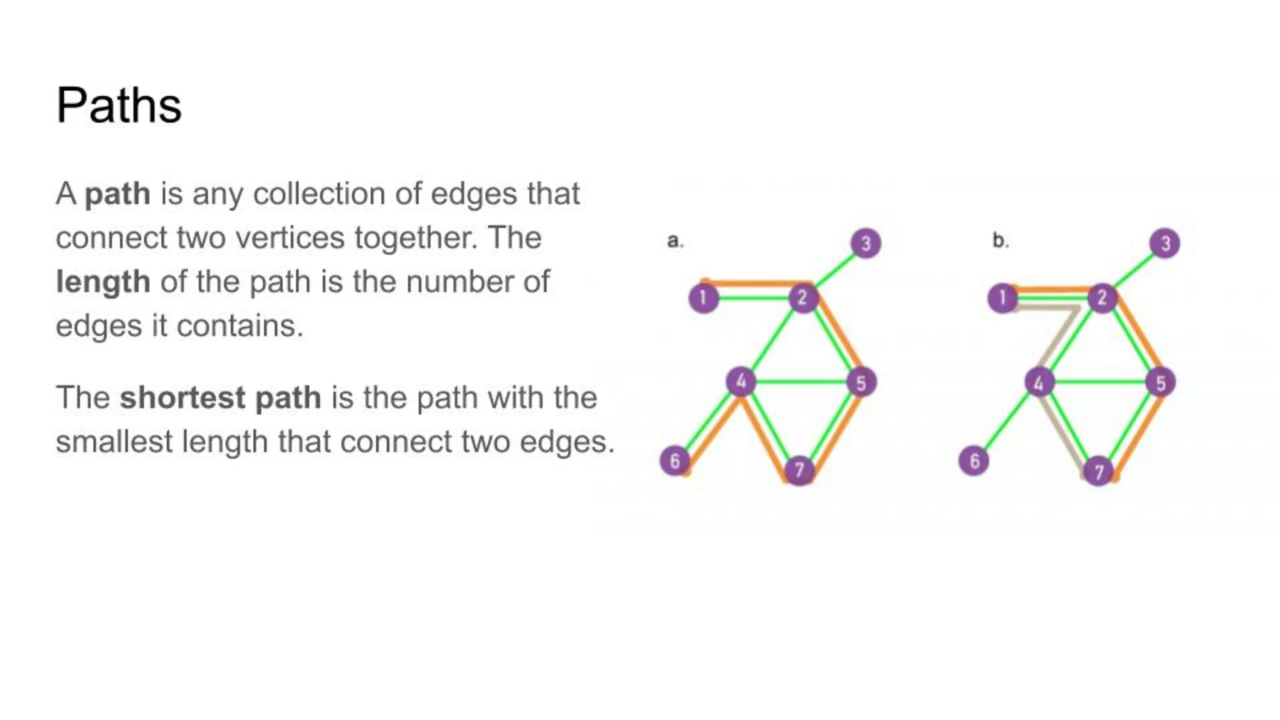 Paths
A path is any collection of edges that
connect two vertices together. The
length of the path is the number of
edges it contains.
The shortest path is the path with the
smallest length that connect two edges.
a.
3
1
2
4
5
6
7
b.
3
1
2
4
5
6
7